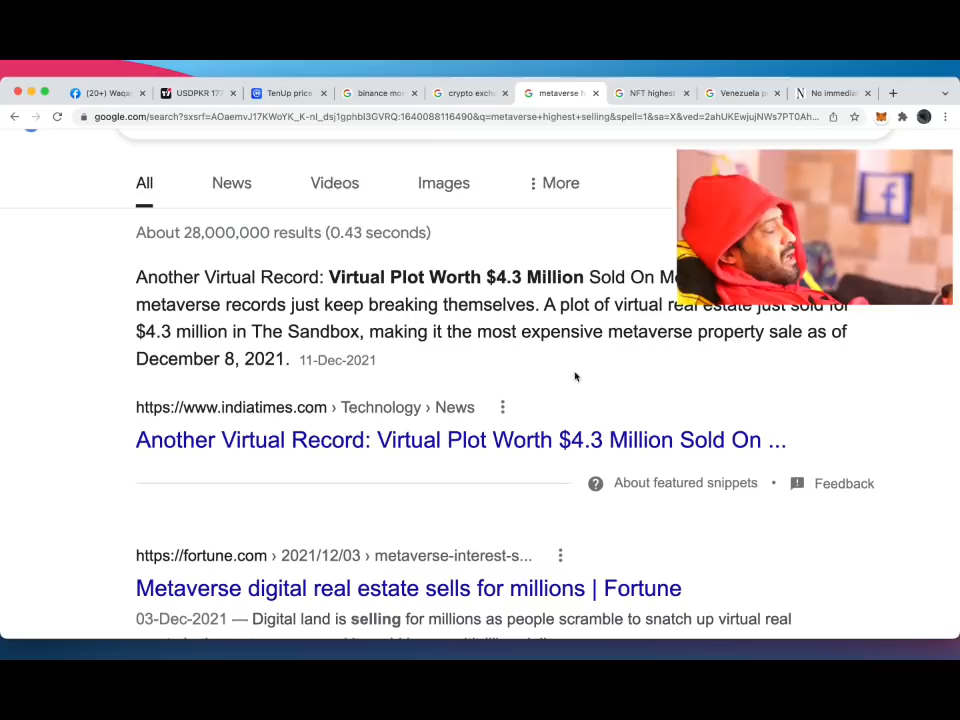 (20+) Waqa
USDPKR 177
TenUp price
binance mo
crypto exch
metaverse h
NFT highest
Venezuela p
No immedia
google.com/search?sxsrf=AOaemvJ17KWoYK_K-nI_dsj1gphbI3GVRQ:1640088116490&q=metaverse+highest+selling&spell=1&sa=X&ved=2ahUKEwjujNWs7PT0Ah...
All
News
Videos
Images
More
About 28,000,000 results (0.43 seconds)
Another Virtual Record: Virtual Plot Worth $4.3 Million Sold On M
metaverse records just keep breaking themselves. A plot of virtual real estate just sold for
$4.3 million in The Sandbox, making it the most expensive metaverse property sale as of
December 8, 2021. 11-Dec-2021
https://www.indiatimes.com › Technology › News
Another Virtual Record: Virtual Plot Worth $4.3 Million Sold On ...
About featured snippets • Feedback
https://fortune.com › 2021/12/03 › metaverse-interest-s...
Metaverse digital real estate sells for millions | Fortune
03-Dec-2021 — Digital land is selling for millions as people scramble to snatch up virtual real